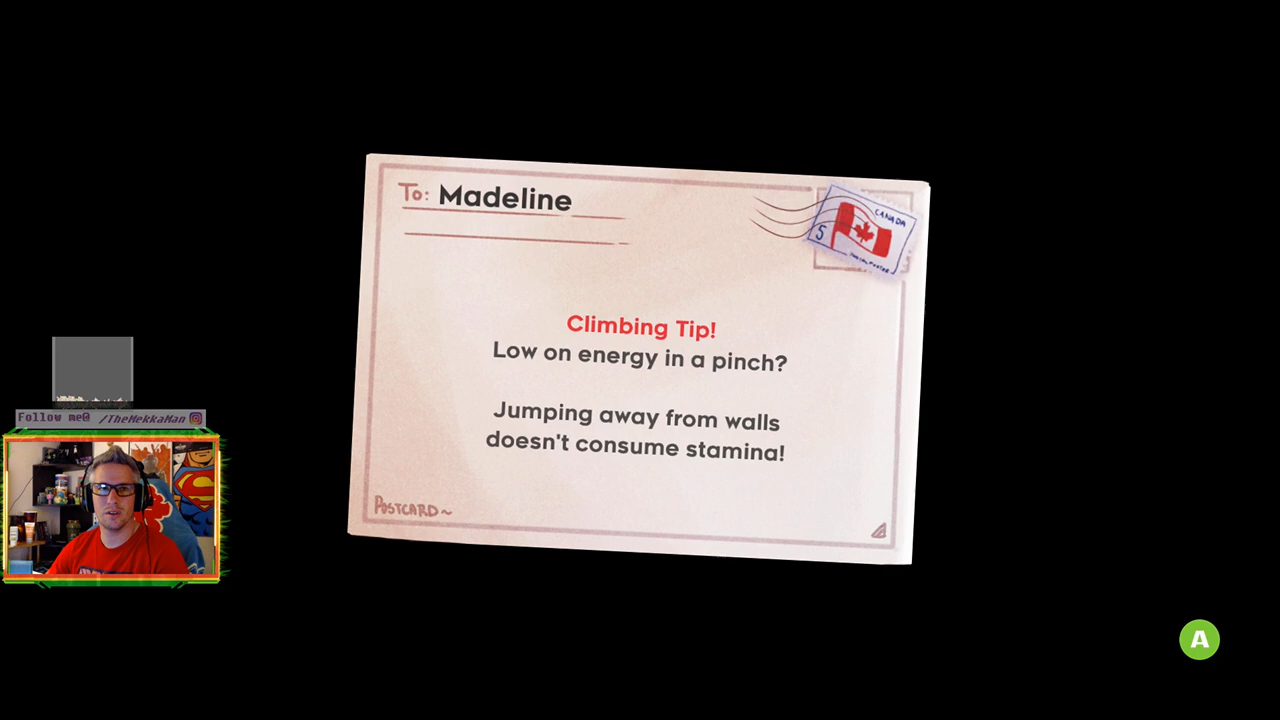 To: Madeline
CANADA
5
Climbing Tip!
Low on energy in a pinch?
Jumping away from walls
doesn't consume stamina!
POSTCARD~
Follow me@ /TheMekkaMan
A